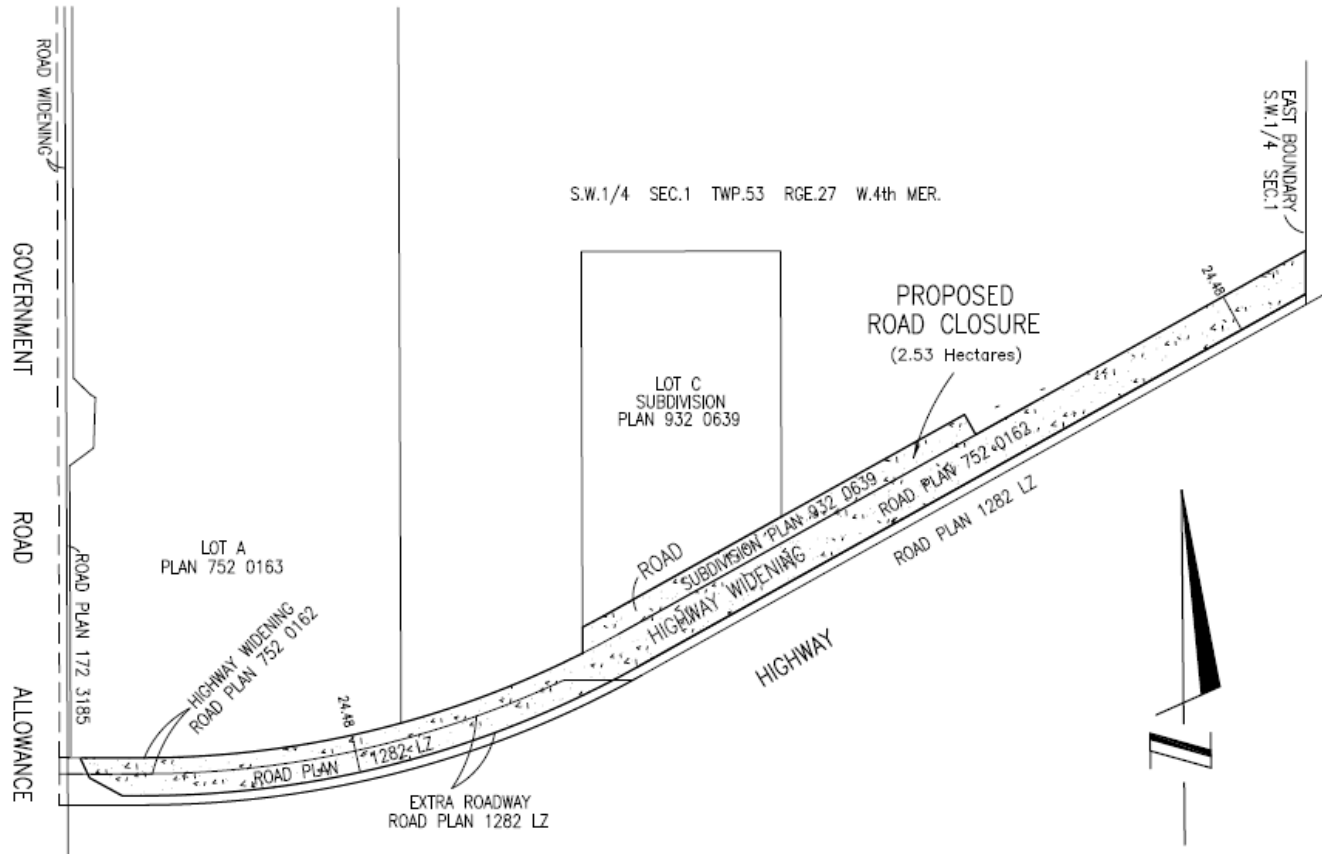 ROAD WIDENING
GOVERNMENT
ROAD
ALLOWANCE
ROAD PLAN 172 3185
LOT A
PLAN 752 0163
HIGHWAY WIDENING
ROAD PLAN 752 0162
24.48
ROAD PLAN 1282 LZ
EXTRA ROADWAY
ROAD PLAN 1282 LZ
S.W.1/4 SEC.1 TWP.53 RGE.27 W.4th MER.
LOT C
SUBDIVISION
PLAN 932 0639
PROPOSED
ROAD CLOSURE
(2.53 Hectares)
ROAD
SUBDIVISION PLAN 932 0639
HIGHWAY WIDENING
ROAD PLAN 752 0162
ROAD PLAN 1282 LZ
HIGHWAY
24.48
EAST BOUNDARY
S.W.1/4 SEC.1
N